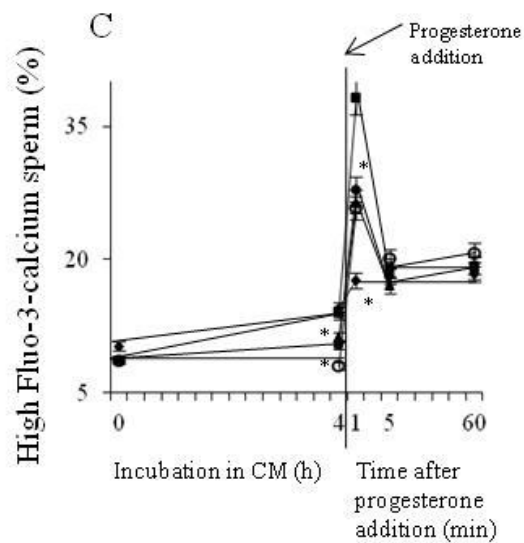 C
Progesterone
addition
High Fluo-3-calcium sperm (%)
35
20
5
*
*
*
*
0
4
1
5
60
Incubation in CM (h)
Time after
progesterone
addition (min)